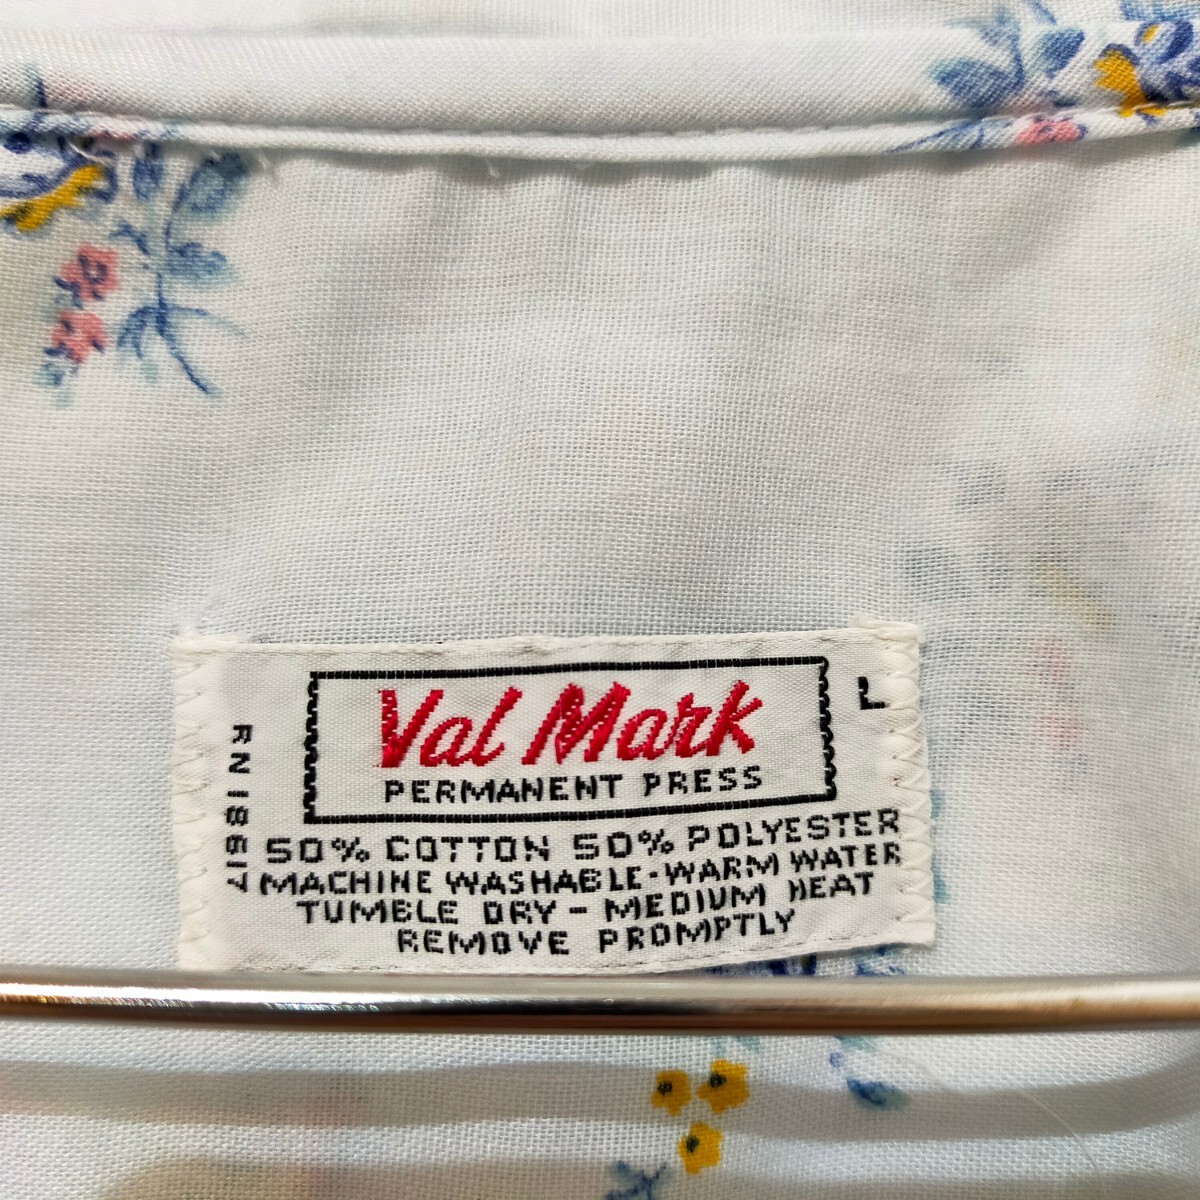 Val Mark
PERMANENT PRESS
L
RN 18617
50% COTTON 50% POLYESTER
MACHINE WASHABLE-WARM WATER
TUMBLE DRY - MEDIUM HEAT
REMOVE PROMPTLY